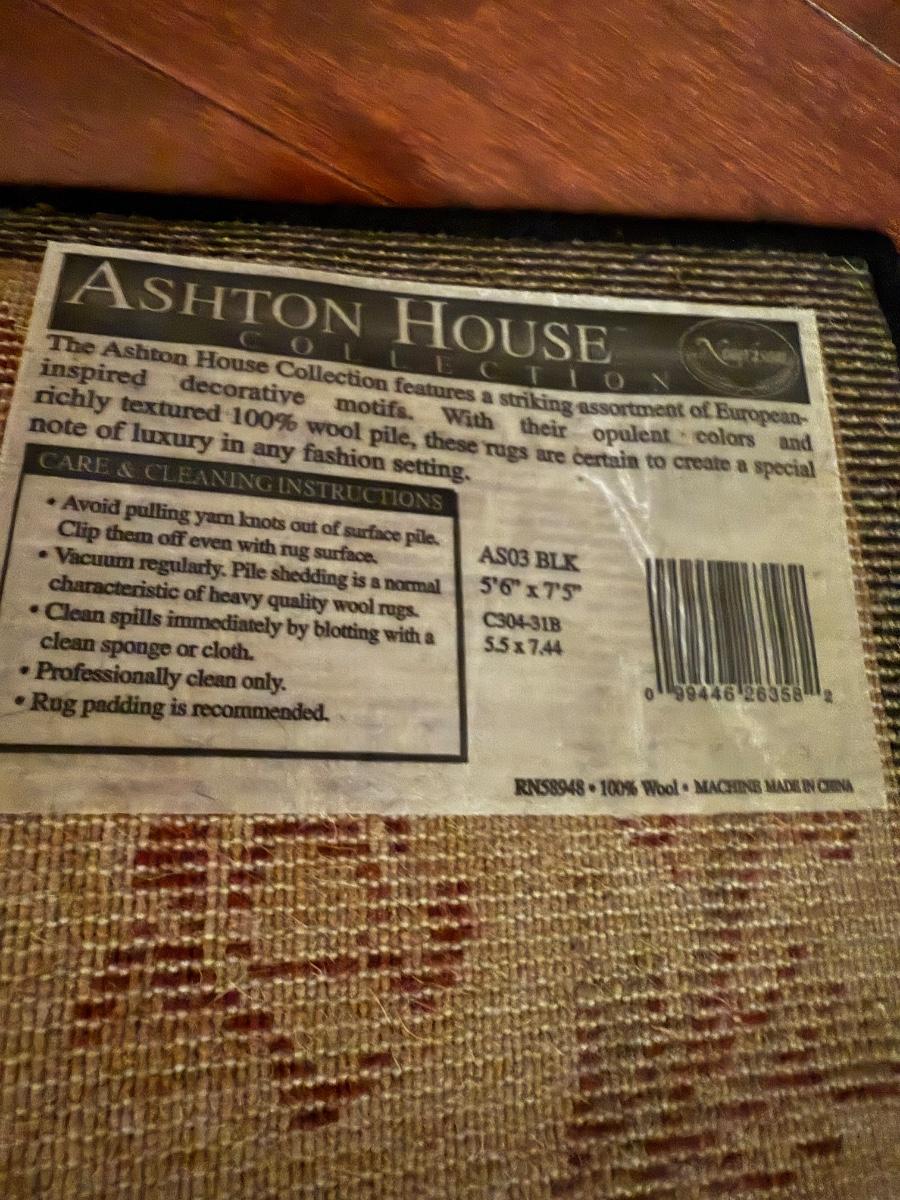 ASHTON HOUSE™
COLLECTION
Nourison
The Ashton House Collection features a striking assortment of European-
inspired decorative motifs. With their opulent colors and
richly textured 100% wool pile, these rugs are certain to create a special
note of luxury in any fashion setting.
CARE & CLEANING INSTRUCTIONS
• Avoid pulling yarn knots out of surface pile.
Clip them off even with rug surface.
• Vacuum regularly. Pile shedding is a normal
characteristic of heavy quality wool rugs.
• Clean spills immediately by blotting with a
clean sponge or cloth.
• Professionally clean only.
• Rug padding is recommended.
AS03 BLK
5'6" x 7'5"
C304-31B
5.5 x 7.44
0 99446 26358 2
RN58948 • 100% Wool • MACHINE MADE IN CHINA